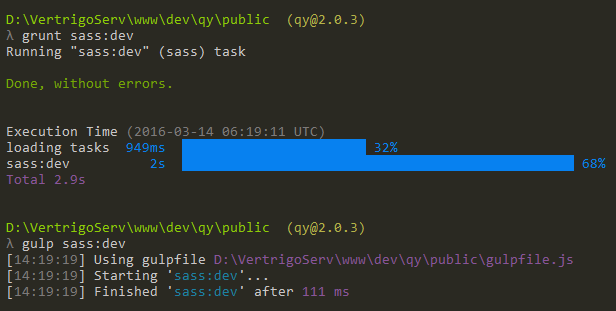 D:\VertrigoServ\www\dev\qy\public  (qy@2.0.3)
λ grunt sass:dev
Running "sass:dev" (sass) task
Done, without errors.
Execution Time (2016-03-14 06:19:11 UTC)
loading tasks  949ms  32%
sass:dev  2s  68%
Total 2.9s
D:\VertrigoServ\www\dev\qy\public  (qy@2.0.3)
λ gulp sass:dev
[14:19:19] Using gulpfile D:\VertrigoServ\www\dev\qy\public\gulpfile.js
[14:19:19] Starting 'sass:dev'...
[14:19:19] Finished 'sass:dev' after 111 ms